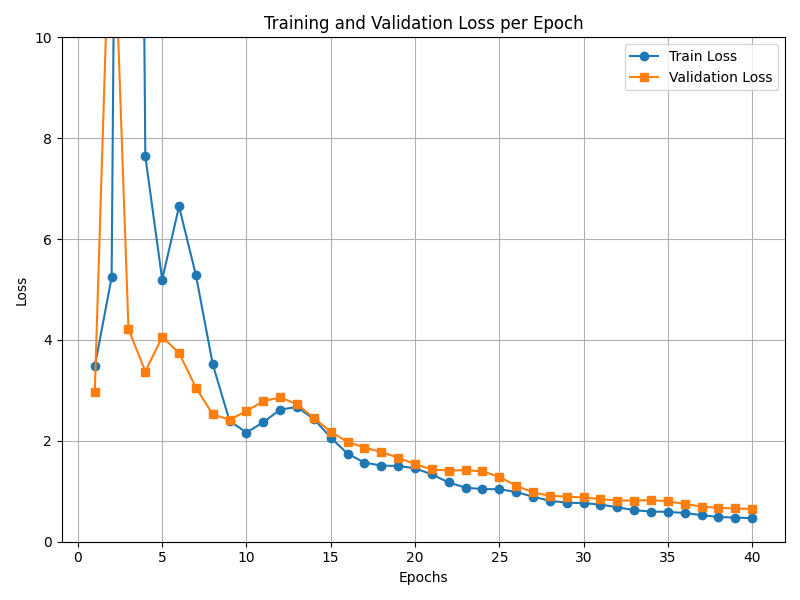 Training and Validation Loss per Epoch
Train Loss
Validation Loss
10
8
6
4
2
0
Loss
0 5 10 15 20 25 30 35 40
Epochs